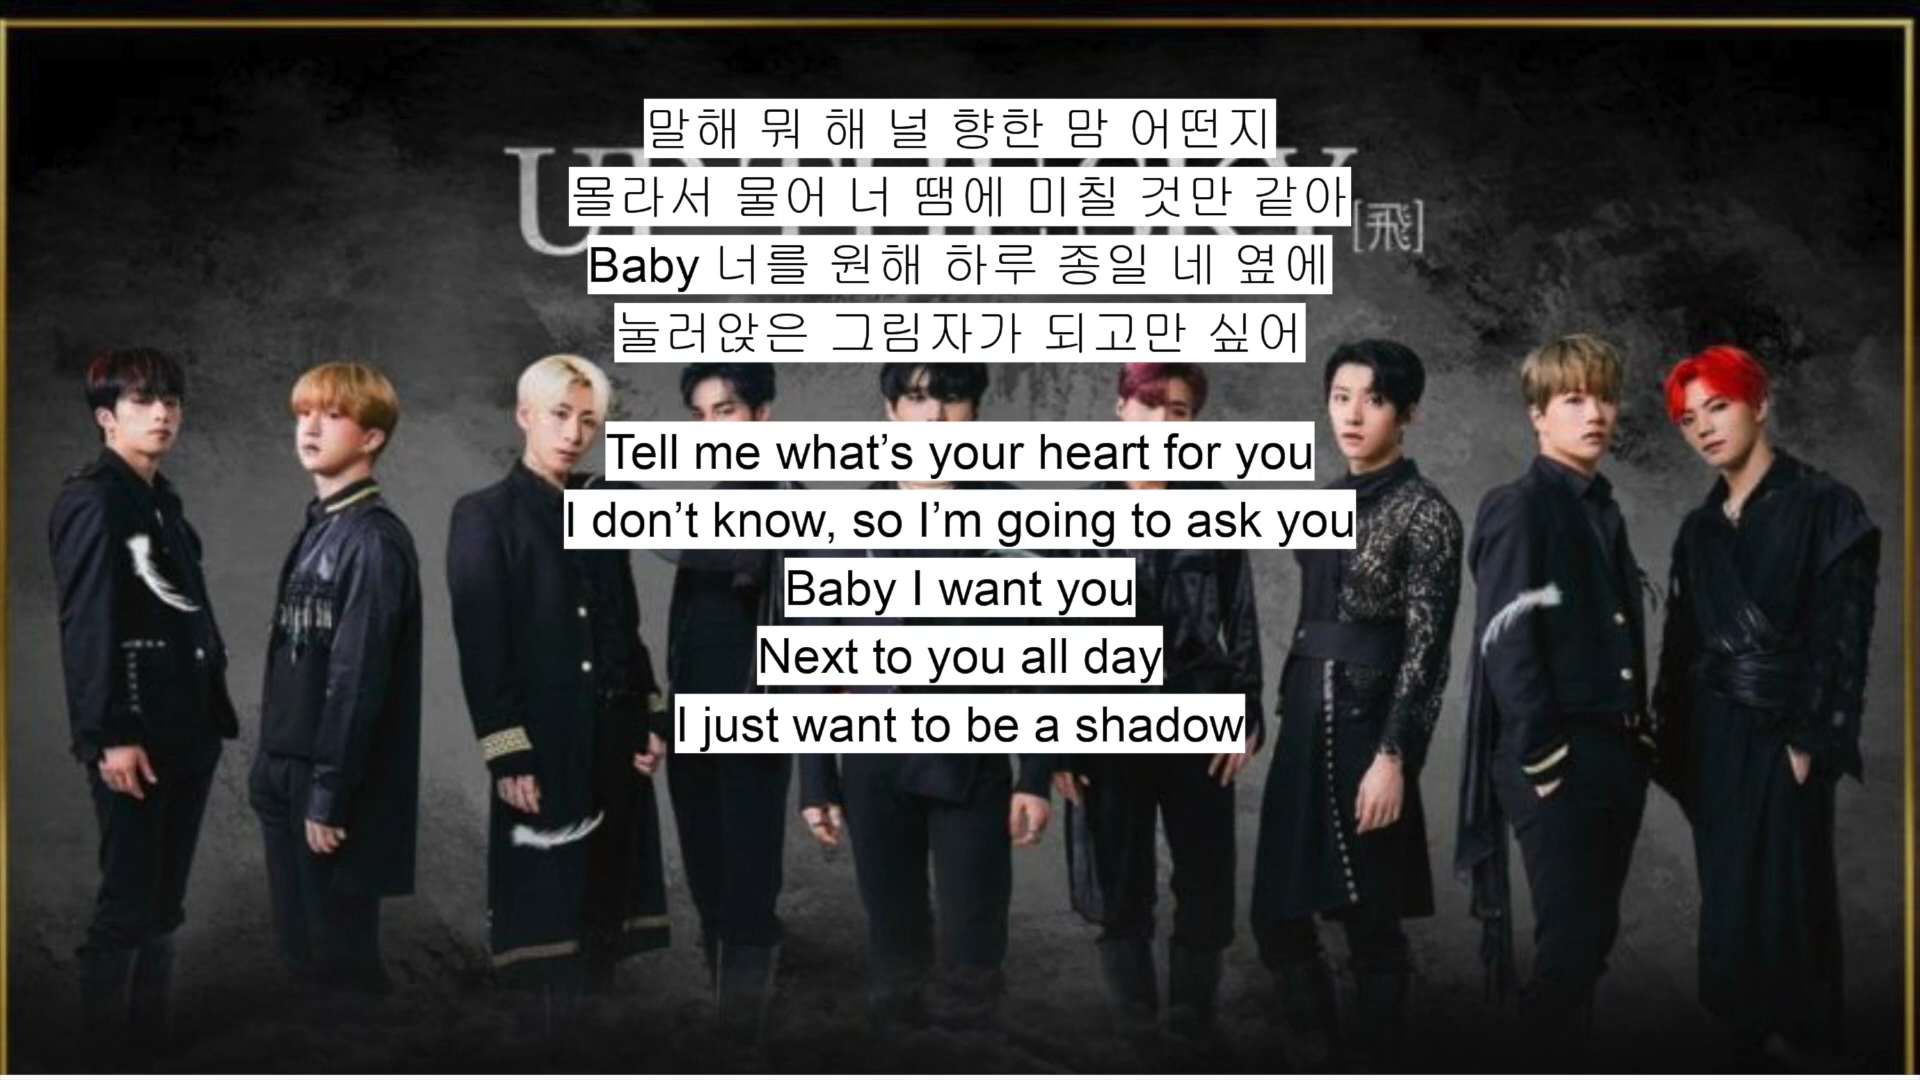 말해 뭐 해 널 향한 맘 어떤지
몰라서 물어 너 땜에 미칠 것만 같아
[飛]
Baby 너를 원해 하루 종일 네 옆에
눌러앉은 그림자가 되고만 싶어
Tell me what’s your heart for you
I don’t know, so I’m going to ask you
Baby I want you
Next to you all day
I just want to be a shadow